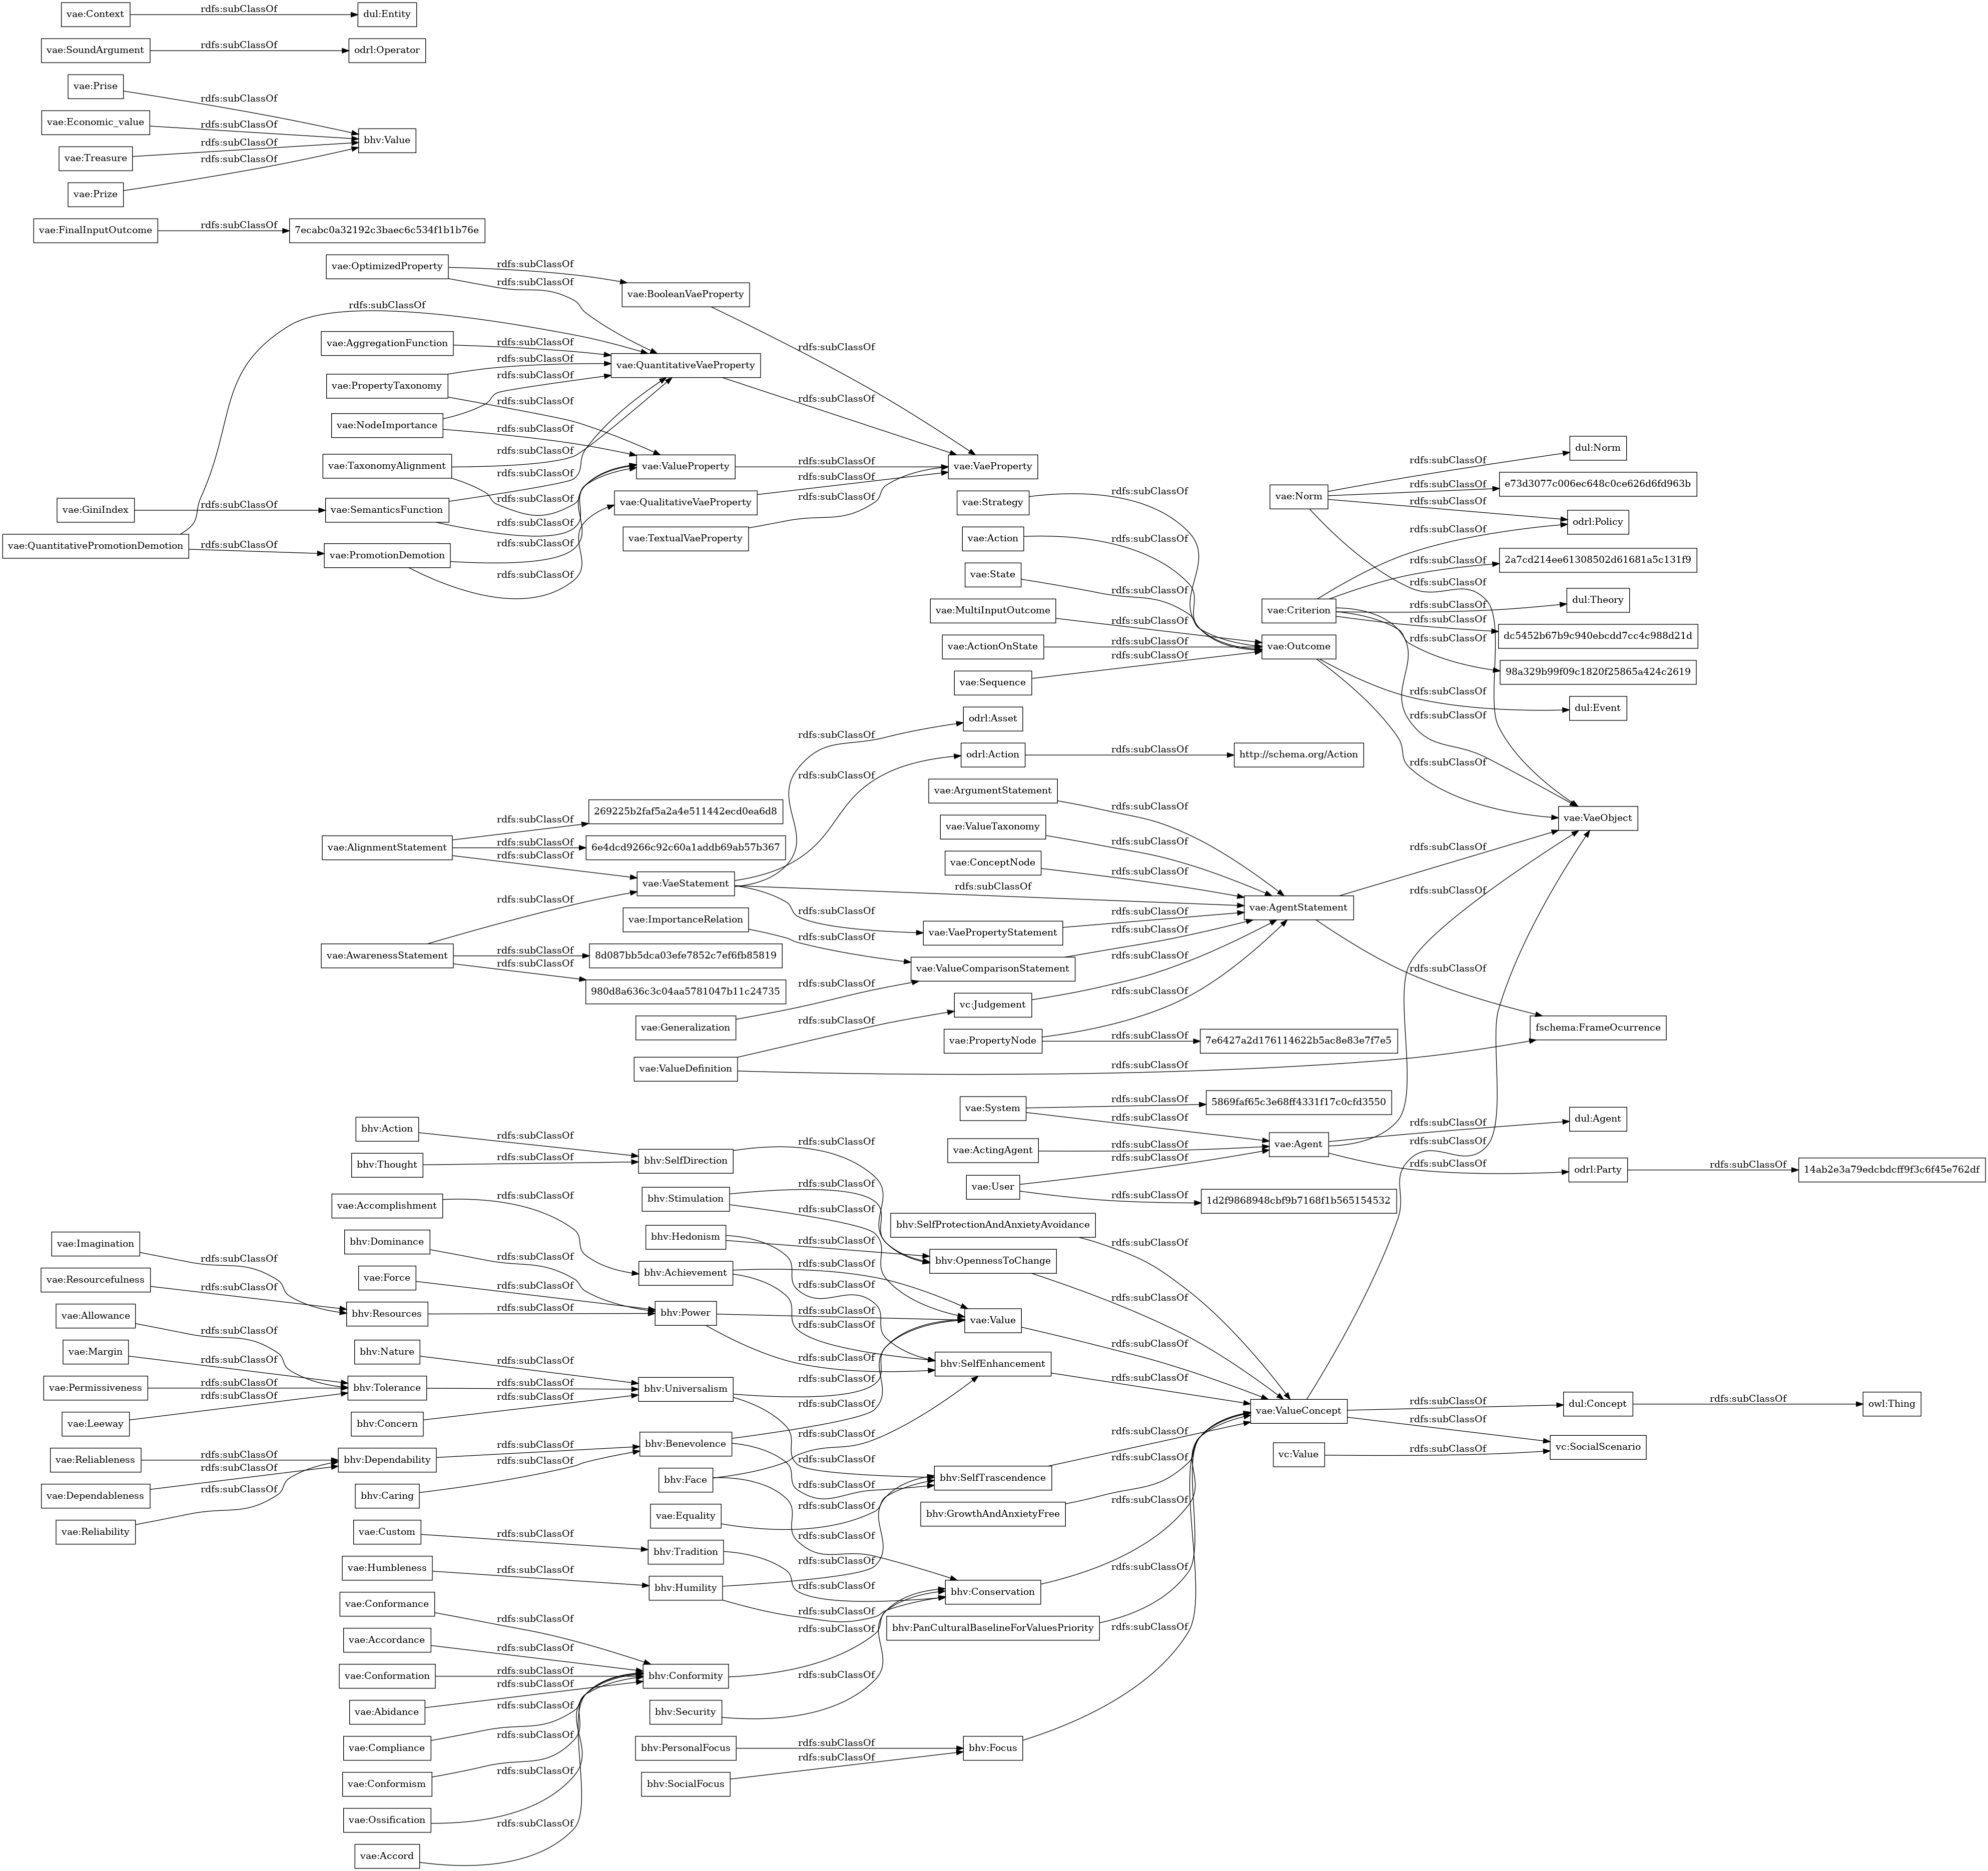 vae:Context
rdfs:subClassOf
dul:Entity
vae:SoundArgument
rdfs:subClassOf
odrl:Operator
vae:Prise
rdfs:subClassOf
vae:Economic_value
rdfs:subClassOf
bhv:Value
vae:Treasure
rdfs:subClassOf
vae:Prize
rdfs:subClassOf
vae:FinalInputOutcome
rdfs:subClassOf
7ecabc0a32192c3baec6c534f1b1b76e
vae:OptimizedProperty
rdfs:subClassOf
rdfs:subClassOf
vae:BooleanVaeProperty
rdfs:subClassOf
rdfs:subClassOf
vae:AggregationFunction
rdfs:subClassOf
vae:QuantitativeVaeProperty
rdfs:subClassOf
vae:PropertyTaxonomy
rdfs:subClassOf
rdfs:subClassOf
vae:NodeImportance
rdfs:subClassOf
vae:TaxonomyAlignment
rdfs:subClassOf
rdfs:subClassOf
vae:ValueProperty
rdfs:subClassOf
vae:VaeProperty
vae:GiniIndex
rdfs:subClassOf
vae:SemanticsFunction
rdfs:subClassOf
rdfs:subClassOf
vae:QualitativeVaeProperty
rdfs:subClassOf
vae:QuantitativePromotionDemotion
rdfs:subClassOf
vae:PromotionDemotion
rdfs:subClassOf
rdfs:subClassOf
vae:TextualVaeProperty
rdfs:subClassOf
vae:Strategy
rdfs:subClassOf
vae:Action
rdfs:subClassOf
vae:State
rdfs:subClassOf
vae:MultiInputOutcome
rdfs:subClassOf
vae:ActionOnState
rdfs:subClassOf
vae:Sequence
rdfs:subClassOf
vae:Norm
rdfs:subClassOf
dul:Norm
rdfs:subClassOf
e73d3077c006ec648c0ce626d6fd963b
rdfs:subClassOf
odrl:Policy
rdfs:subClassOf
rdfs:subClassOf
2a7cd214ee61308502d61681a5c131f9
rdfs:subClassOf
vae:Criterion
rdfs:subClassOf
dul:Theory
rdfs:subClassOf
dc5452b67b9c940ebcdd7cc4c988d21d
vae:Outcome
rdfs:subClassOf
98a329b99f09c1820f25865a424c2619
rdfs:subClassOf
dul:Event
rdfs:subClassOf
rdfs:subClassOf
rdfs:subClassOf
odrl:Asset
rdfs:subClassOf
odrl:Action
rdfs:subClassOf
http://schema.org/Action
vae:ArgumentStatement
rdfs:subClassOf
vae:VaeObject
vae:AlignmentStatement
rdfs:subClassOf
269225b2faf5a2a4e511442ecd0ea6d8
rdfs:subClassOf
6e4dcd9266c92c60a1addb69ab57b367
rdfs:subClassOf
vae:ValueTaxonomy
rdfs:subClassOf
rdfs:subClassOf
vae:ConceptNode
rdfs:subClassOf
vae:VaeStatement
rdfs:subClassOf
rdfs:subClassOf
rdfs:subClassOf
vae:AgentStatement
rdfs:subClassOf
vae:ImportanceRelation
rdfs:subClassOf
vae:VaePropertyStatement
rdfs:subClassOf
rdfs:subClassOf
vae:AwarenessStatement
rdfs:subClassOf
8d087bb5dca03efe7852c7ef6fb85819
rdfs:subClassOf
980d8a636c3c04aa5781047b11c24735
vae:ValueComparisonStatement
rdfs:subClassOf
rdfs:subClassOf
rdfs:subClassOf
vae:Generalization
rdfs:subClassOf
vc:Judgement
rdfs:subClassOf
fschema:FrameOcurrence
vae:PropertyNode
rdfs:subClassOf
7e6427a2d176114622b5ac8e83e7f7e5
vae:ValueDefinition
rdfs:subClassOf
vae:System
rdfs:subClassOf
5869faf65c3e68ff4331f17c0cfd3550
rdfs:subClassOf
vae:ActingAgent
rdfs:subClassOf
vae:Agent
rdfs:subClassOf
dul:Agent
rdfs:subClassOf
rdfs:subClassOf
rdfs:subClassOf
odrl:Party
rdfs:subClassOf
14ab2e3a79edcbdcff9f3c6f45e762df
vae:User
rdfs:subClassOf
1d2f9868948cbf9b7168f1b565154532
bhv:Action
rdfs:subClassOf
bhv:Thought
rdfs:subClassOf
bhv:SelfDirection
rdfs:subClassOf
vae:Accomplishment
rdfs:subClassOf
bhv:Stimulation
rdfs:subClassOf
rdfs:subClassOf
bhv:SelfProtectionAndAnxietyAvoidance
rdfs:subClassOf
vae:Imagination
rdfs:subClassOf
bhv:Dominance
rdfs:subClassOf
bhv:Hedonism
rdfs:subClassOf
rdfs:subClassOf
bhv:OpennessToChange
rdfs:subClassOf
vae:Resourcefulness
rdfs:subClassOf
vae:Force
rdfs:subClassOf
bhv:Achievement
rdfs:subClassOf
rdfs:subClassOf
vae:Allowance
rdfs:subClassOf
bhv:Resources
rdfs:subClassOf
bhv:Power
rdfs:subClassOf
rdfs:subClassOf
vae:Value
rdfs:subClassOf
vae:Margin
rdfs:subClassOf
bhv:Nature
rdfs:subClassOf
bhv:SelfEnhancement
rdfs:subClassOf
vae:Permissiveness
rdfs:subClassOf
bhv:Tolerance
rdfs:subClassOf
bhv:Universalism
rdfs:subClassOf
rdfs:subClassOf
vae:Leeway
rdfs:subClassOf
bhv:Concern
rdfs:subClassOf
vae:ValueConcept
rdfs:subClassOf
dul:Concept
rdfs:subClassOf
owl:Thing
rdfs:subClassOf
vc:Value
rdfs:subClassOf
vc:SocialScenario
vae:Reliableness
rdfs:subClassOf
bhv:Dependability
rdfs:subClassOf
bhv:Benevolence
rdfs:subClassOf
rdfs:subClassOf
vae:Dependableness
rdfs:subClassOf
bhv:Caring
rdfs:subClassOf
bhv:Face
rdfs:subClassOf
rdfs:subClassOf
bhv:SelfTrascendence
rdfs:subClassOf
vae:Reliability
rdfs:subClassOf
vae:Equality
rdfs:subClassOf
bhv:GrowthAndAnxietyFree
rdfs:subClassOf
vae:Custom
rdfs:subClassOf
bhv:Tradition
rdfs:subClassOf
vae:Humbleness
rdfs:subClassOf
bhv:Humility
rdfs:subClassOf
rdfs:subClassOf
bhv:Conservation
rdfs:subClassOf
vae:Conformance
rdfs:subClassOf
bhv:PanCulturalBaselineForValuesPriority
rdfs:subClassOf
vae:Accordance
rdfs:subClassOf
vae:Conformation
rdfs:subClassOf
bhv:Conformity
rdfs:subClassOf
vae:Abidance
rdfs:subClassOf
bhv:Security
rdfs:subClassOf
vae:Compliance
rdfs:subClassOf
bhv:PersonalFocus
rdfs:subClassOf
bhv:Focus
rdfs:subClassOf
vae:Conformism
rdfs:subClassOf
bhv:SocialFocus
rdfs:subClassOf
vae:Ossification
rdfs:subClassOf
vae:Accord
rdfs:subClassOf